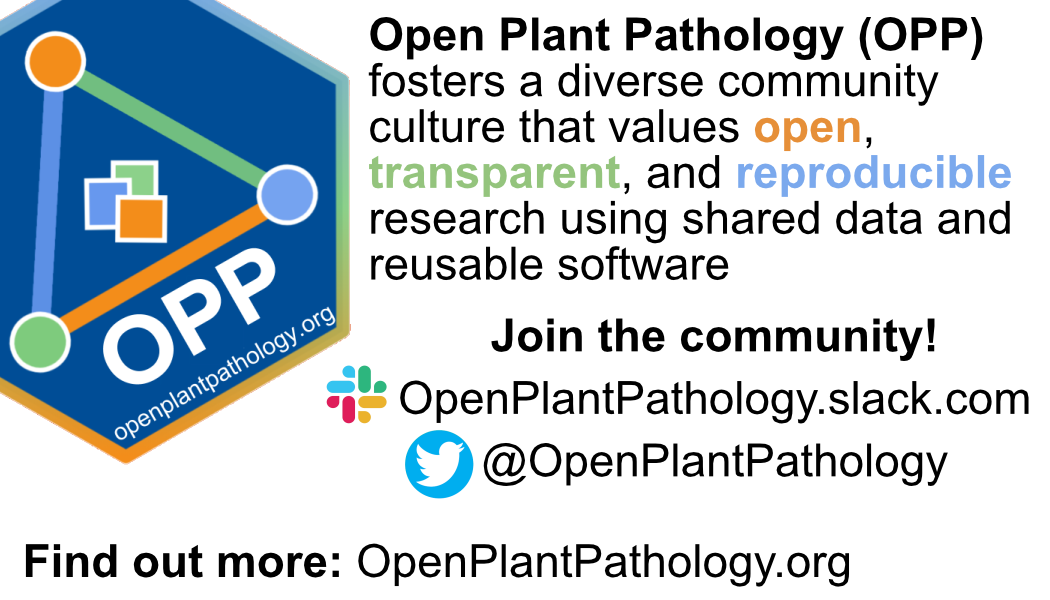 OPP
openplantpathology.org
Open Plant Pathology (OPP)
fosters a diverse community
culture that values open,
transparent, and reproducible
research using shared data and
reusable software
Join the community!
OpenPlantPathology.slack.com
@OpenPlantPathology
Find out more: OpenPlantPathology.org